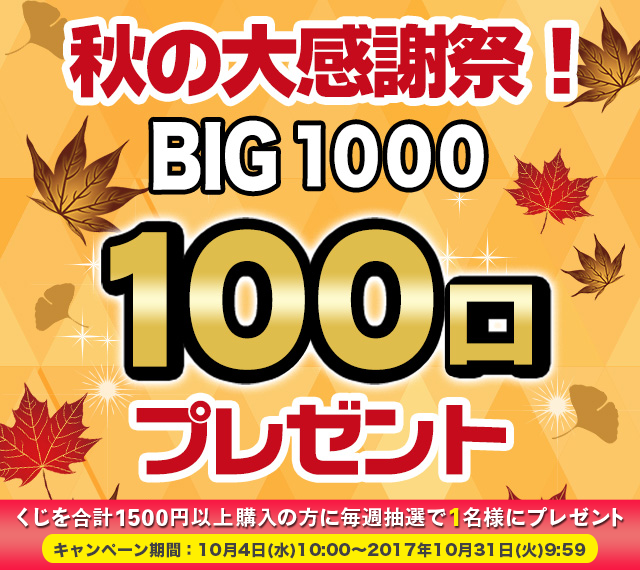 秋の大感謝祭！
BIG 1000
100口
プレゼント
くじを合計1500円以上購入の方に毎週抽選で1名様にプレゼント
キャンペーン期間：10月4日(水)10:00～2017年10月31日(火)9:59